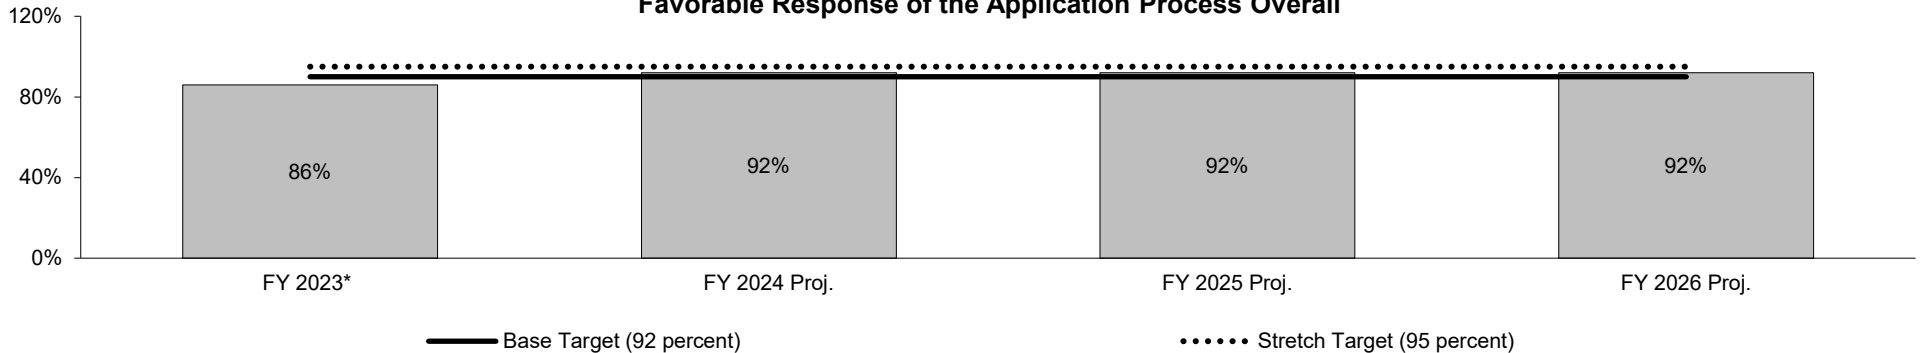 Favorable Response of the Application Process Overall
120%
80%
40%
0%
86%
92%
92%
92%
FY 2023*
FY 2024 Proj.
FY 2025 Proj.
FY 2026 Proj.
Base Target (92 percent)
Stretch Target (95 percent)